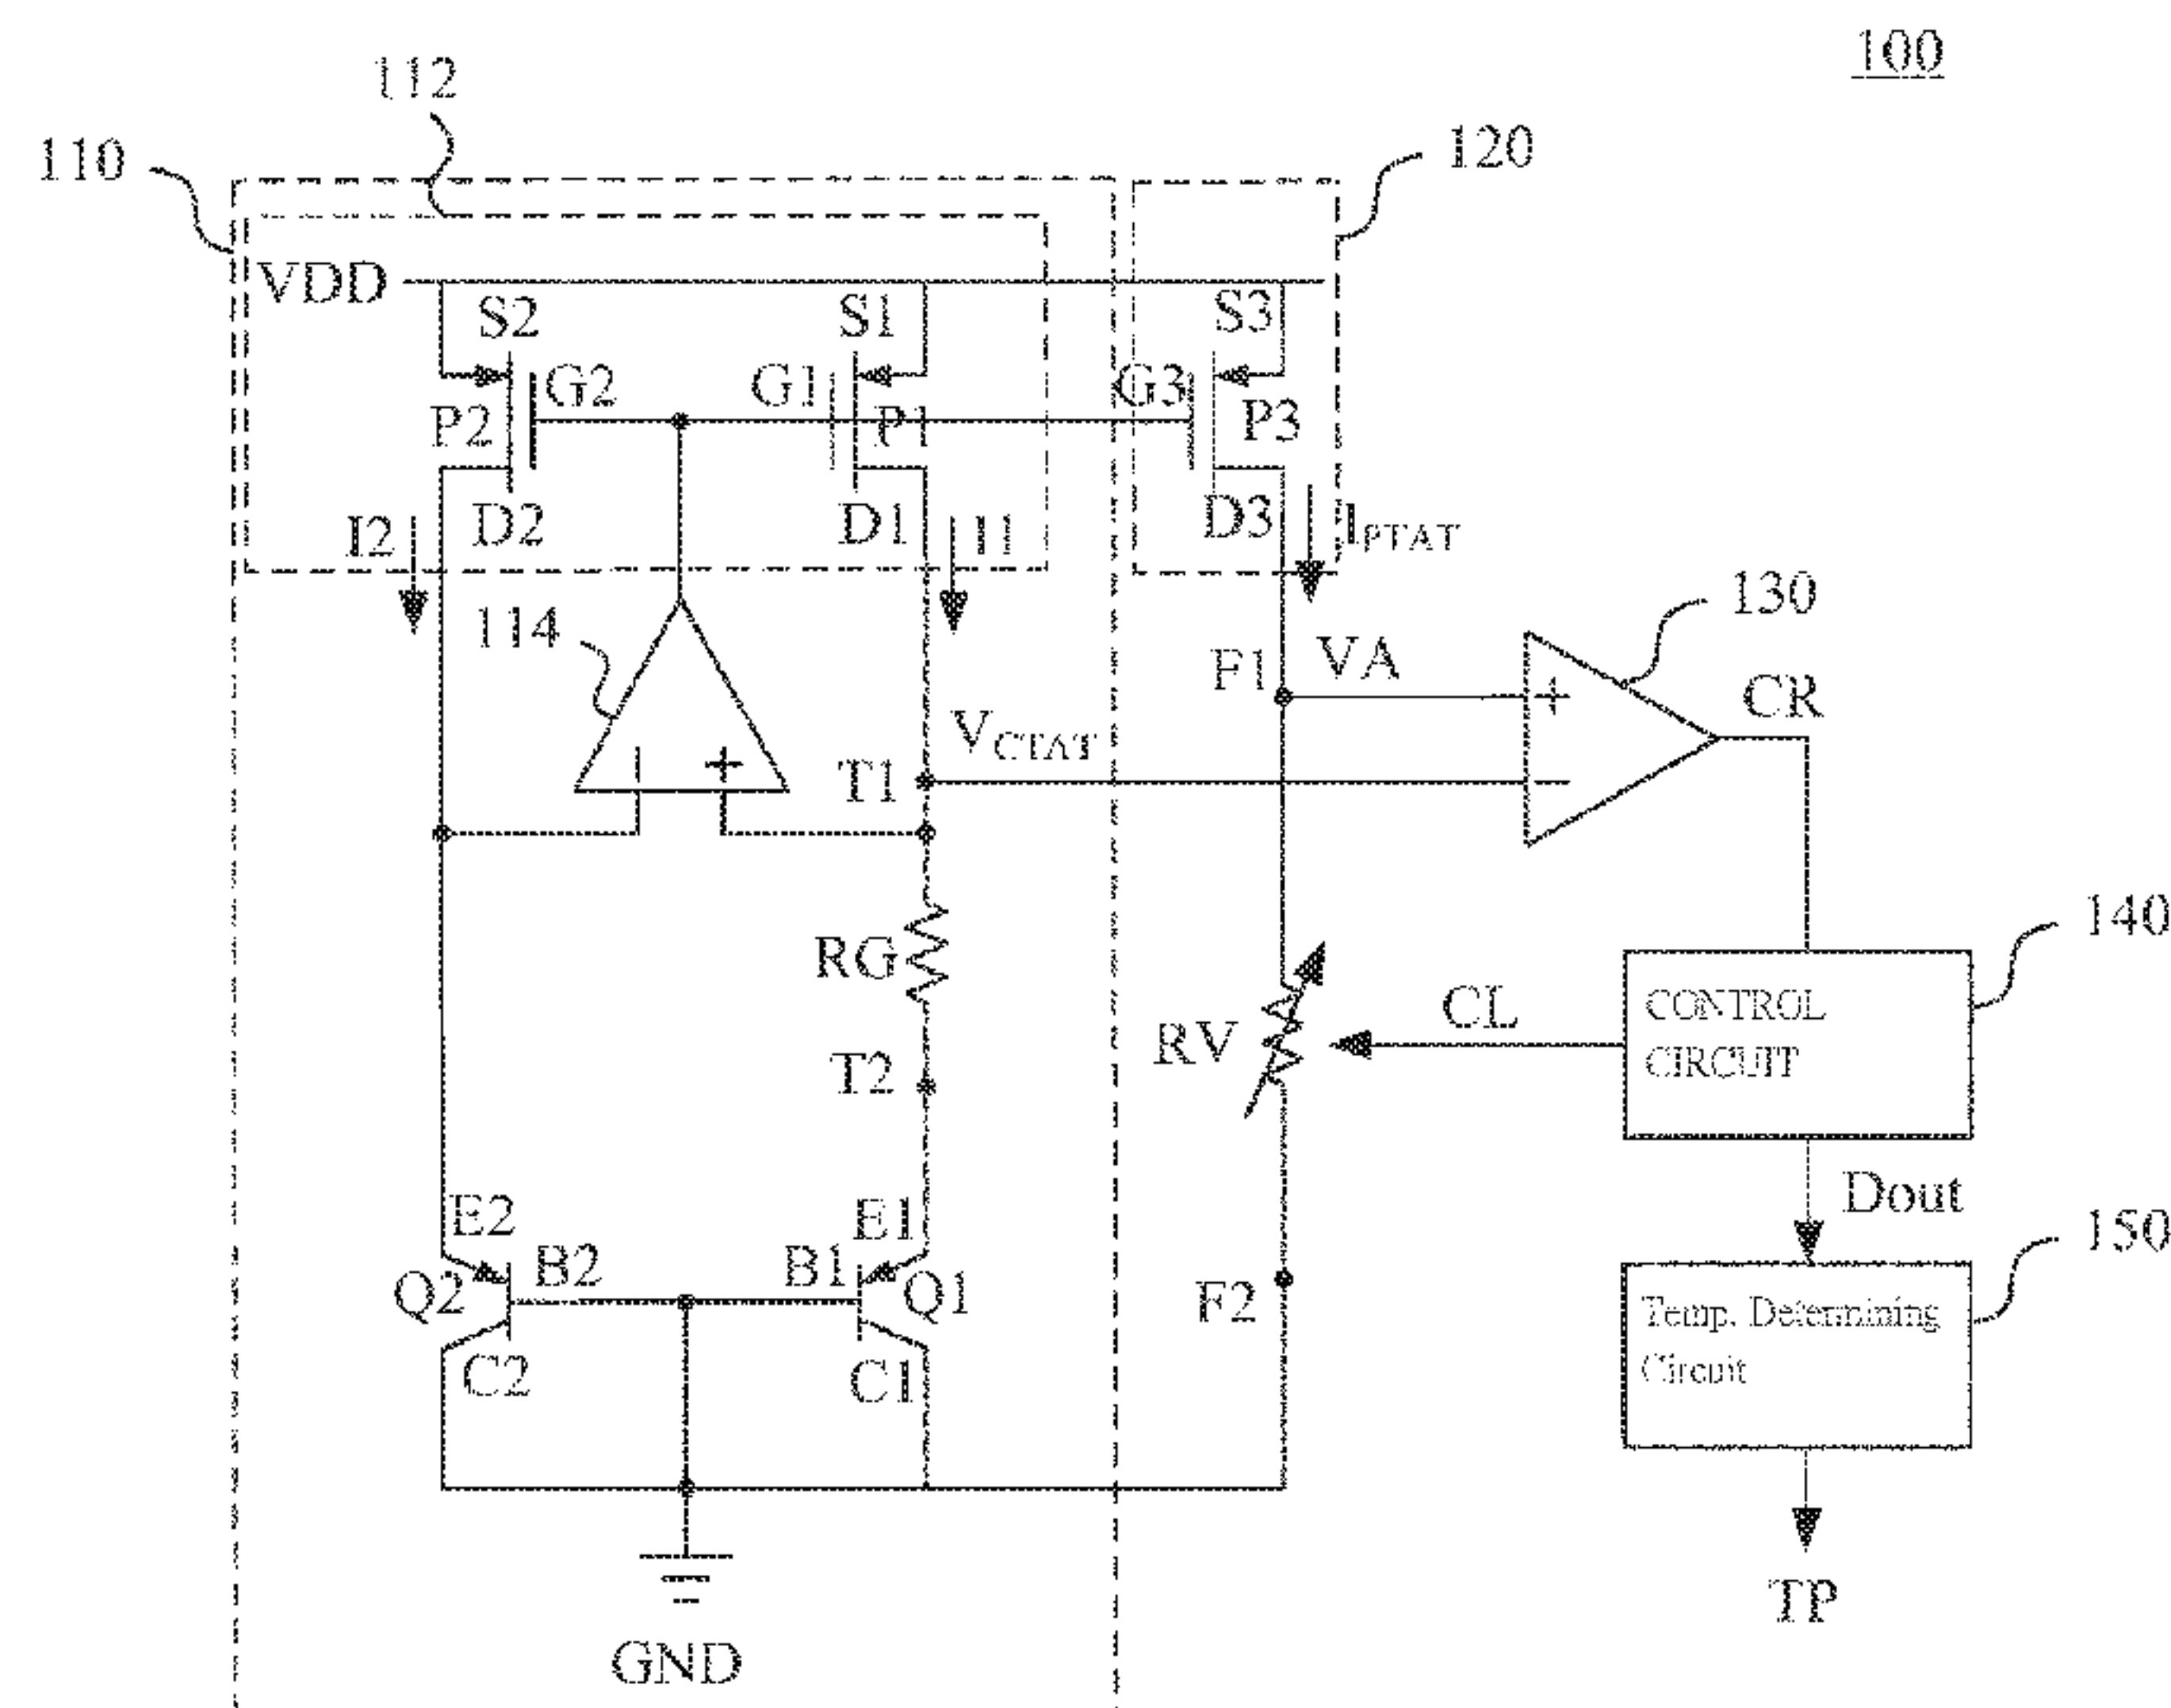 100
112
110
120
VDD
S2
S1
S3
G2
G1
G3
P2
P1
P3
I2
D2
D1
I1
D3
IPTAT
114
130
F1
VA
CR
VCTAT
+
T1
−
+
−
140
RG
CONTROL
CIRCUIT
CL
RV
T2
Dout
150
E2
E1
B2
B1
Q2
Q1
F2
Temp. Determining
Circuit
C2
C1
TP
GND